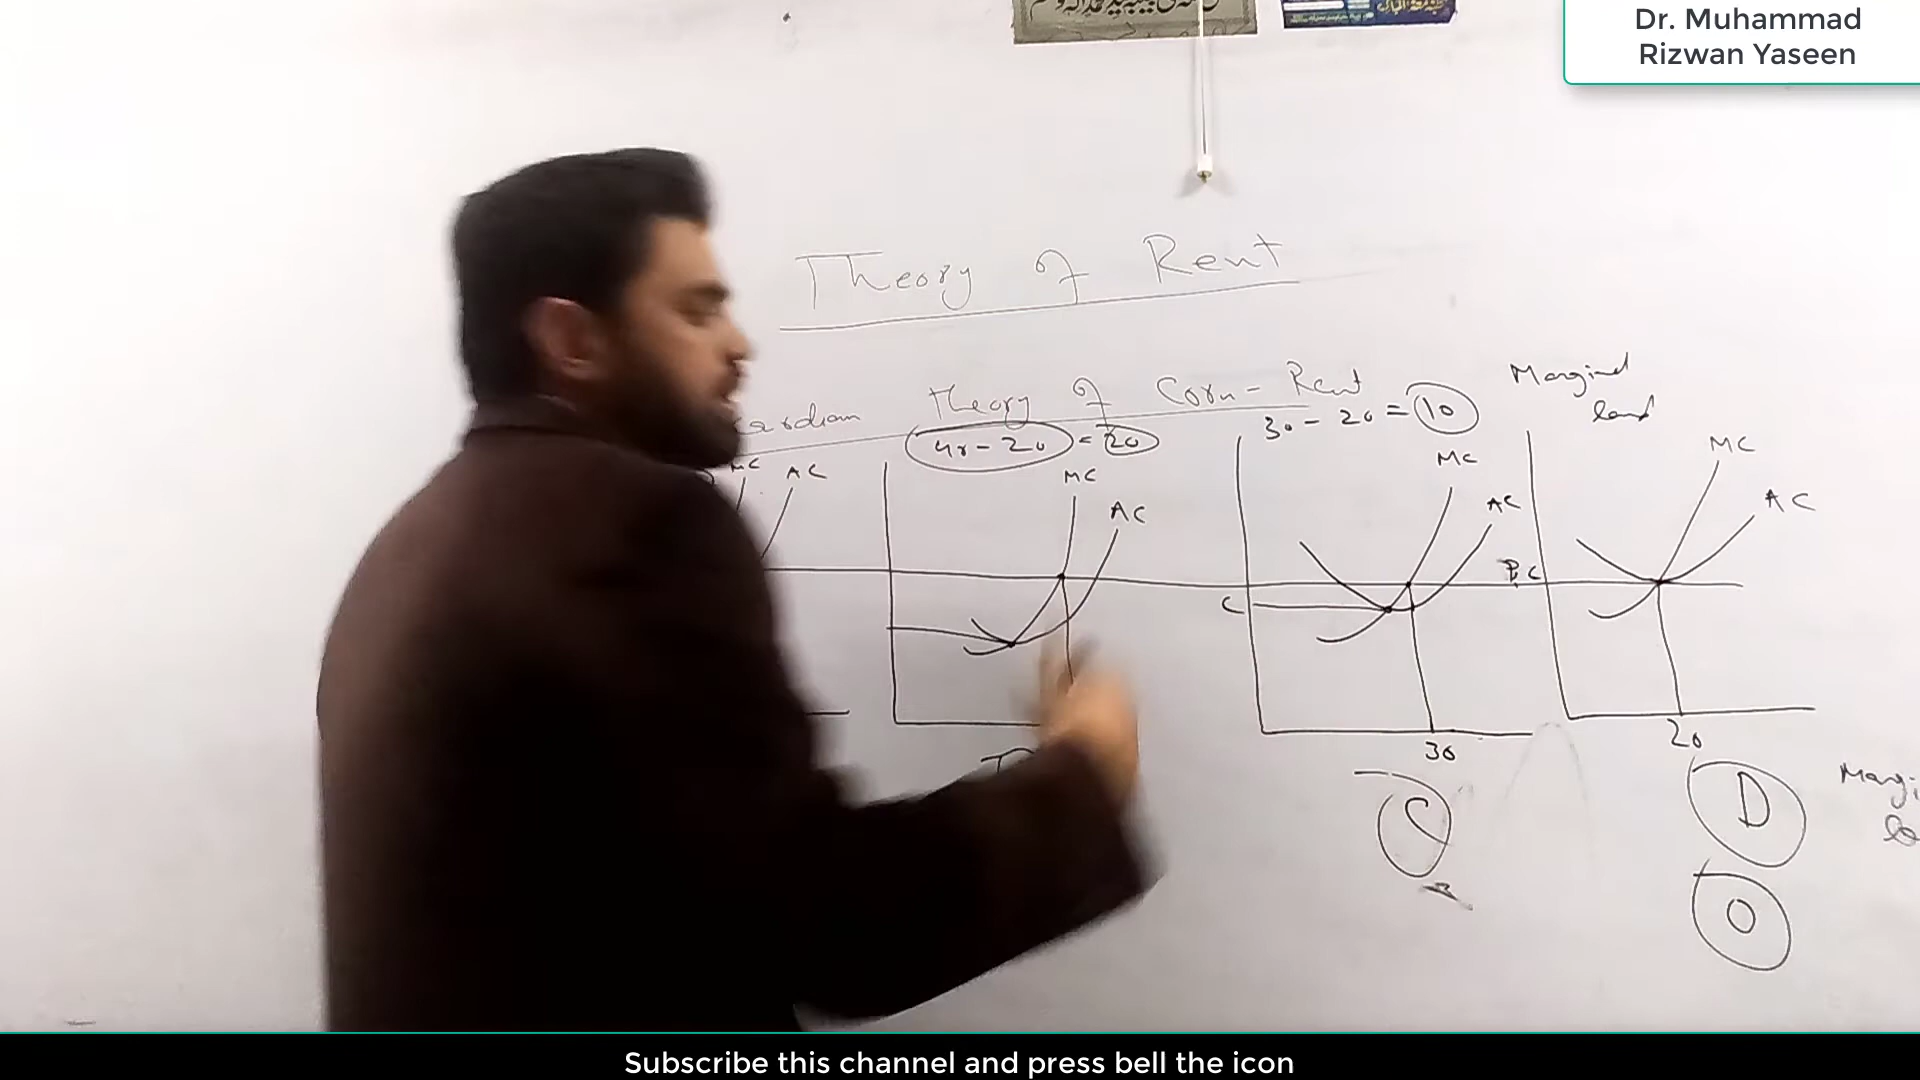 Dr. Muhammad
Rizwan Yaseen
Theory of Rent
Theory of Corn-Rent
Marginal
land
40-20=20
30-20=10
MC AC
MC
AC
MC
AC
MC
AC
C
C
30
20
C
D
0
Subscribe this channel and press bell the icon